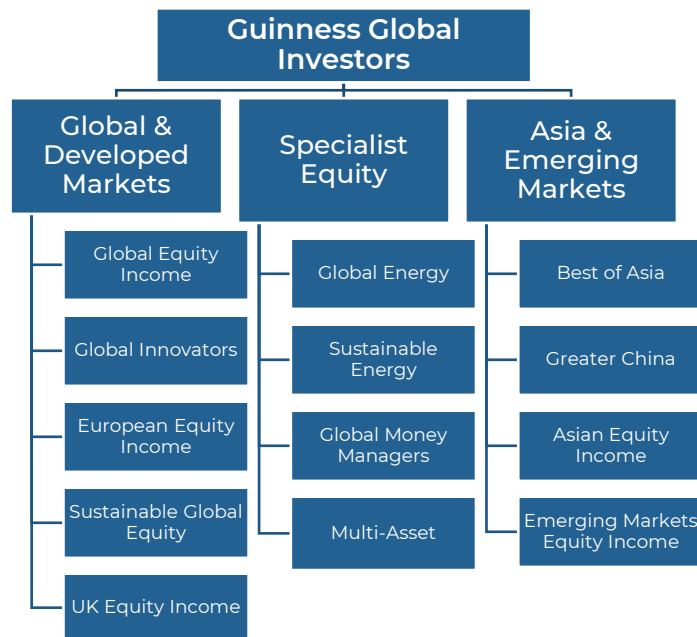 Guinness Global
Investors
Global &
Developed
Markets
Global Equity
Income
Global Innovators
European Equity
Income
Sustainable Global
Equity
UK Equity Income
Specialist
Equity
Global Energy
Sustainable
Energy
Global Money
Managers
Multi-Asset
Asia &
Emerging
Markets
Best of Asia
Greater China
Asian Equity
Income
Emerging Markets
Equity Income